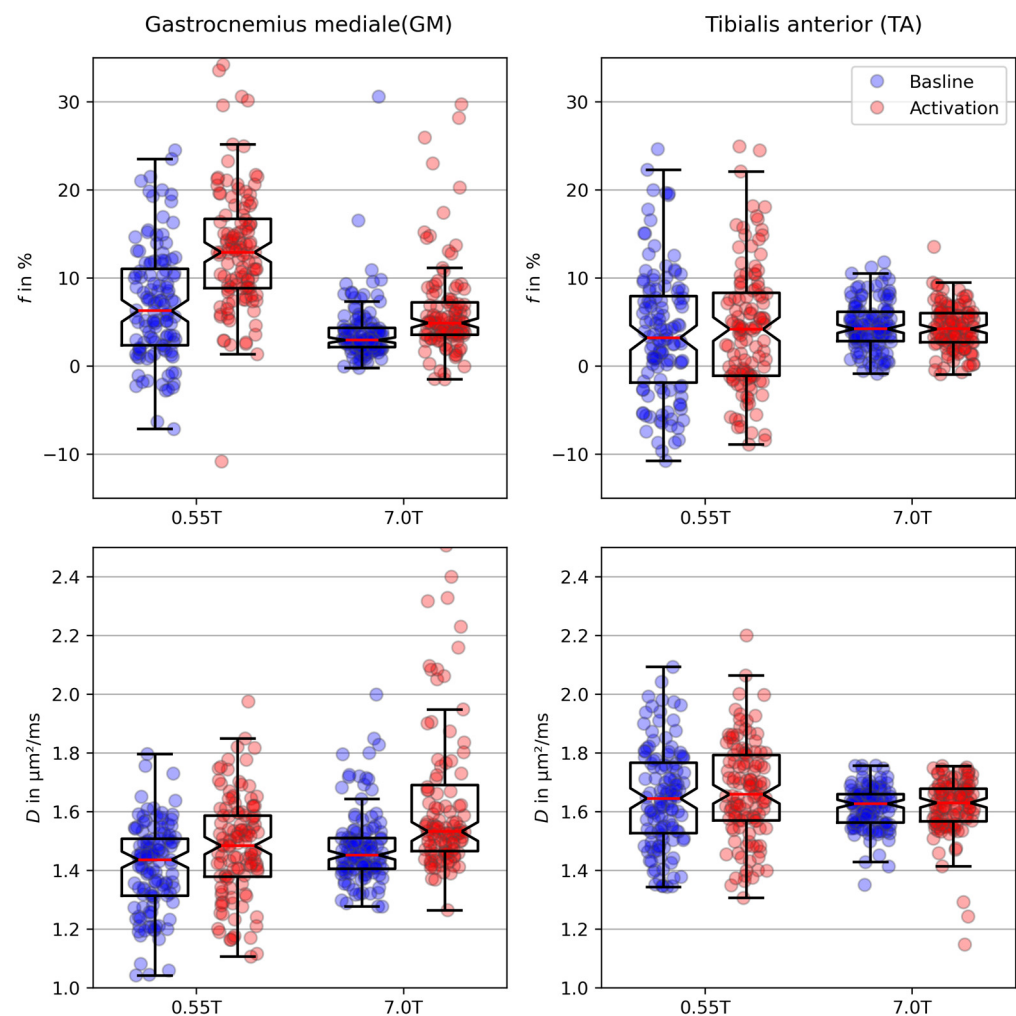 Gastrocnemius mediale(GM)
Tibialis anterior (TA)
f in %
30
20
10
0
−10
0.55T
7.0T
f in %
30
20
10
0
−10
Basline
Activation
0.55T
7.0T
D in µm²/ms
2.4
2.2
2.0
1.8
1.6
1.4
1.2
1.0
0.55T
7.0T
D in µm²/ms
2.4
2.2
2.0
1.8
1.6
1.4
1.2
1.0
0.55T
7.0T